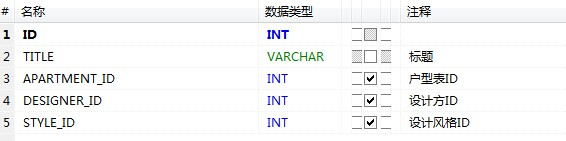 # 名称 数据类型 注释
1 ID INT
2 TITLE VARCHAR 标题
3 APARTMENT_ID INT 户型表ID
4 DESIGNER_ID INT 设计方ID
5 STYLE_ID INT 设计风格ID